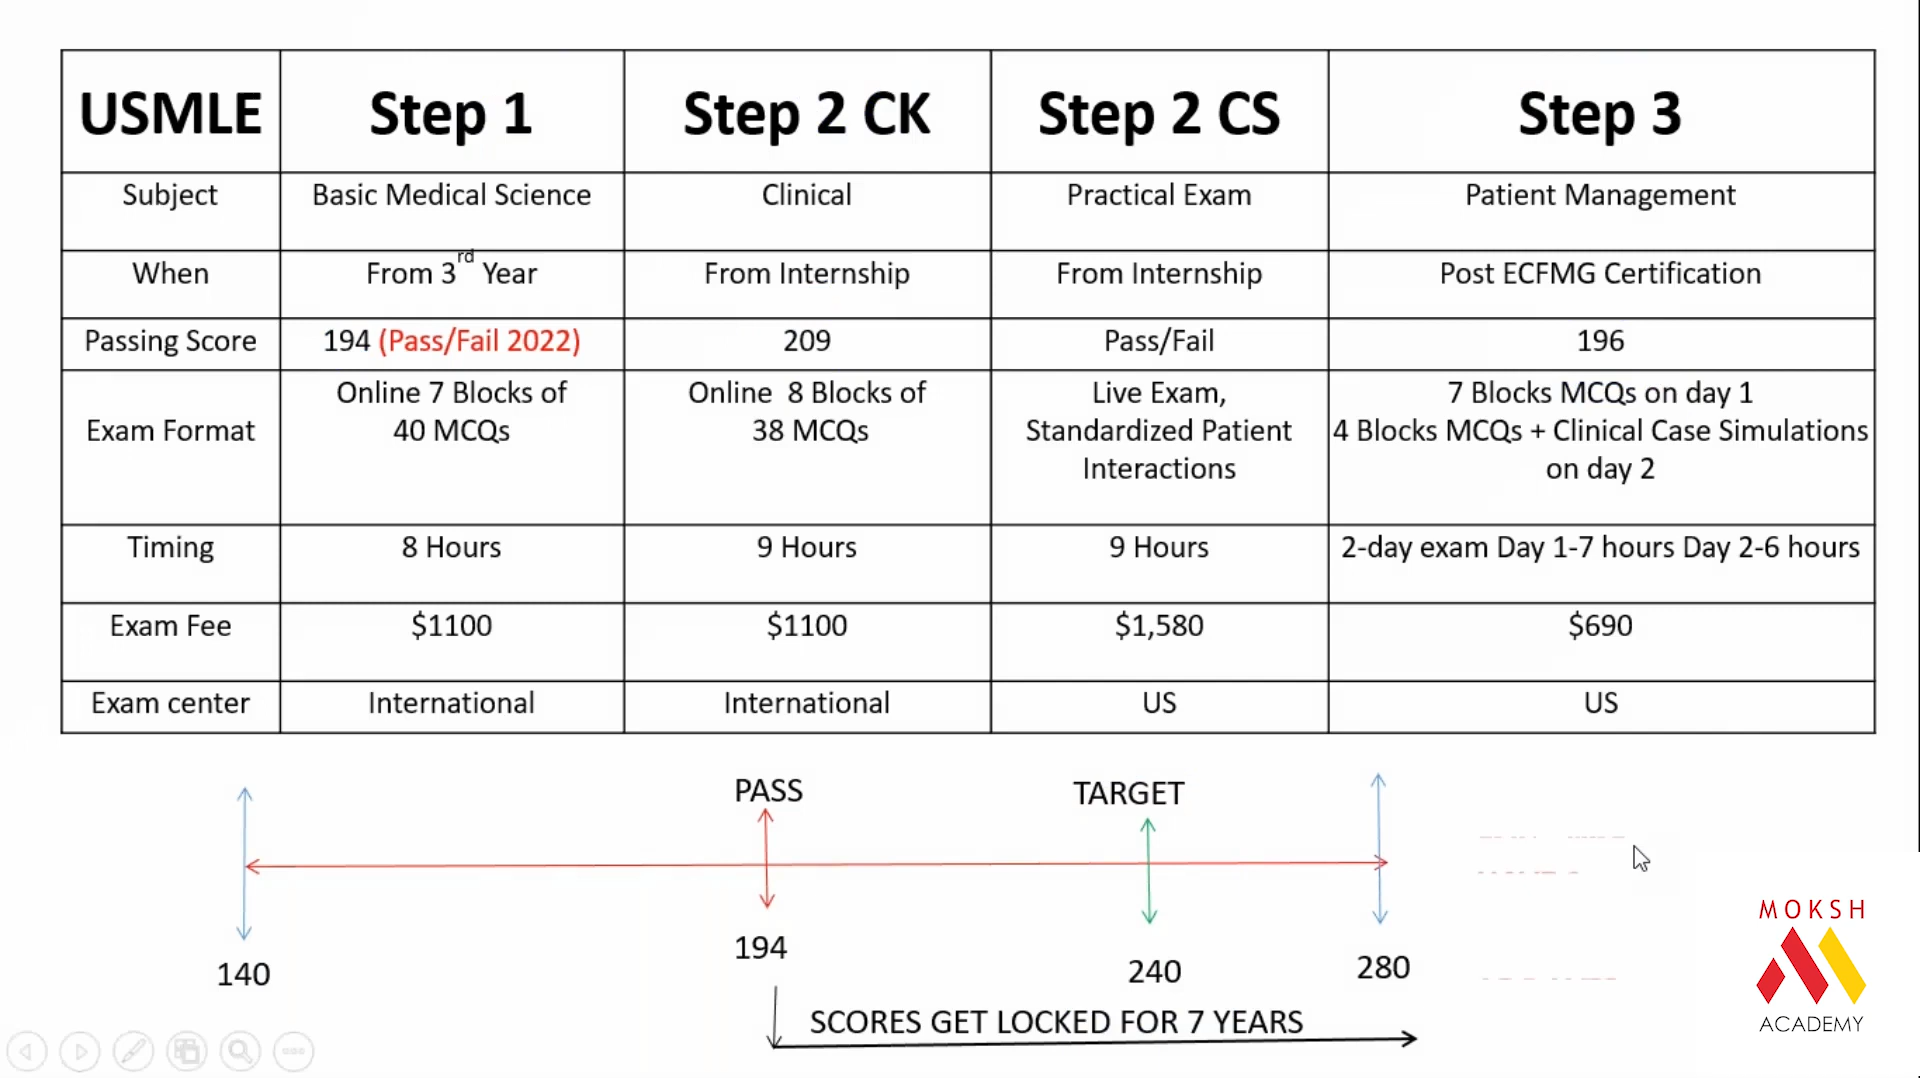 USMLE Step 1 Step 2 CK Step 2 CS Step 3
Subject Basic Medical Science Clinical Practical Exam Patient Management
When From 3rd Year From Internship From Internship Post ECFMG Certification
Passing Score 194 (Pass/Fail 2022) 209 Pass/Fail 196
Exam Format
Online 7 Blocks of
40 MCQs
Online 8 Blocks of
38 MCQs
Live Exam,
Standardized Patient
Interactions
7 Blocks MCQs on day 1
4 Blocks MCQs + Clinical Case Simulations
on day 2
Timing 8 Hours 9 Hours 9 Hours 2-day exam Day 1-7 hours Day 2-6 hours
Exam Fee $1100 $1100 $1,580 $690
Exam center International International US US
PASS TARGET
140 194 240 280
SCORES GET LOCKED FOR 7 YEARS
MOKSH
ACADEMY